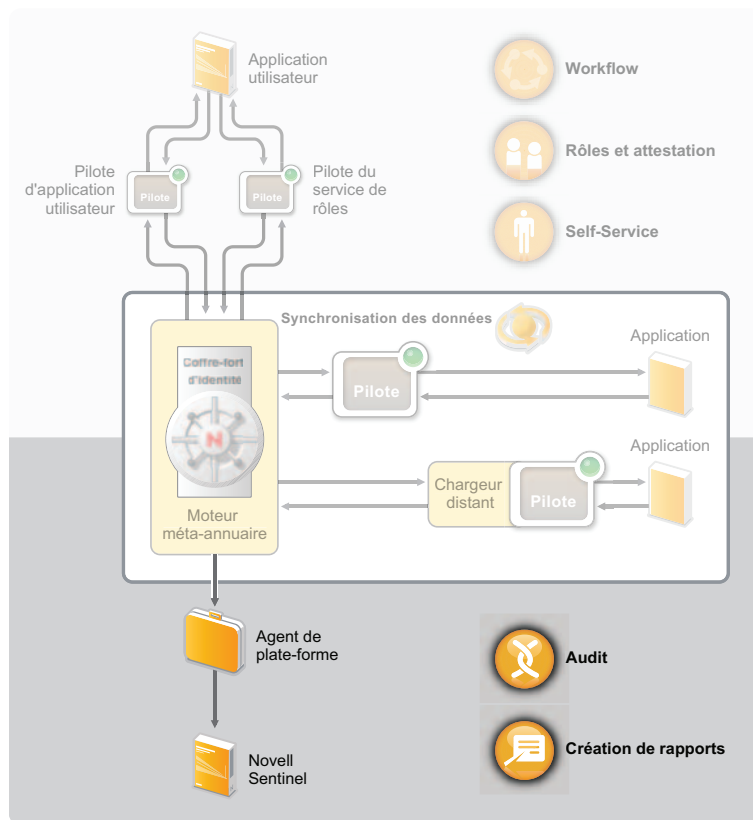 Application
utilisateur
Workflow
Pilote
d'application
utilisateur
Pilote
Pilote
Pilote du
service de
rôles
Rôles et attestation
Self-Service
Synchronisation des données
Coffre-fort
d'identité
N
Moteur
méta-annuaire
Pilote
Application
Chargeur
distant
Pilote
Application
Agent de
plate-forme
Audit
Novell
Sentinel
Création de rapports